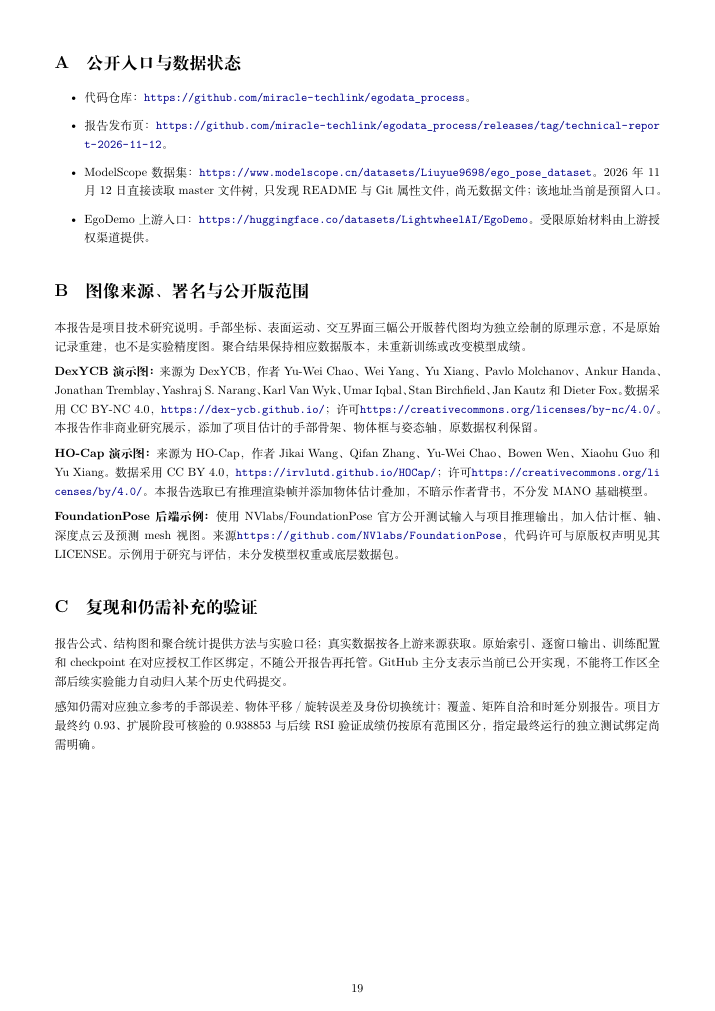 A 公开入口与数据状态
• 代码仓库：https://github.com/miracle-techlink/egodata_process。
• 报告发布页：https://github.com/miracle-techlink/egodata_process/releases/tag/technical-repor
t-2026-11-12。
• ModelScope 数据集：https://www.modelscope.cn/datasets/Liuyue9698/ego_pose_dataset。2026 年 11
月 12 日直接读取 master 文件树，只发现 README 与 Git 属性文件，尚无数据文件；该地址当前是预留入口。
• EgoDemo 上游入口：https://huggingface.co/datasets/LightwheelAI/EgoDemo。受限原始材料由上游授
权渠道提供。
B 图像来源、署名与公开版范围
本报告是项目技术研究说明。手部坐标、表面运动、交互界面三幅公开版替代图均为独立绘制的原理示意，不是原始
记录重建，也不是实验精度图。聚合结果保持相应数据版本，未重新训练或改变模型成绩。
DexYCB 演示图：来源为 DexYCB，作者 Yu-Wei Chao、Wei Yang、Yu Xiang、Pavlo Molchanov、Ankur Handa、
Jonathan Tremblay、Yashraj S. Narang、Karl Van Wyk、Umar Iqbal、Stan Birchfield、Jan Kautz 和 Dieter Fox。数据采
用 CC BY-NC 4.0，https://dex-ycb.github.io/；许可https://creativecommons.org/licenses/by-nc/4.0/。
本报告作非商业研究展示，添加了项目估计的手部骨架、物体框与姿态轴，原数据权利保留。
HO-Cap 演示图：来源为 HO-Cap，作者 Jikai Wang、Qifan Zhang、Yu-Wei Chao、Bowen Wen、Xiaohu Guo 和
Yu Xiang。数据采用 CC BY 4.0，https://irvlutd.github.io/HOCap/；许可https://creativecommons.org/li
censes/by/4.0/。本报告选取已有推理渲染帧并添加物体估计叠加，不暗示作者背书，不分发 MANO 基础模型。
FoundationPose 后端示例：使用 NVlabs/FoundationPose 官方公开测试输入与项目推理输出，加入估计框、轴、
深度点云及预测 mesh 视图。来源https://github.com/NVlabs/FoundationPose，代码许可与原版权声明见其
LICENSE。示例用于研究与评估，未分发模型权重或底层数据包。
C 复现和仍需补充的验证
报告公式、结构图和聚合统计提供方法与实验口径；真实数据按各上游来源获取。原始索引、逐窗口输出、训练配置
和 checkpoint 在对应授权工作区绑定，不随公开报告再托管。GitHub 主分支表示当前已公开实现，不能将工作区全
部后续实验能力自动归入某个历史代码提交。
感知仍需对应独立参考的手部误差、物体平移 / 旋转误差及身份切换统计；覆盖、矩阵自洽和时延分别报告。项目方
最终约 0.93、扩展阶段可核验的 0.938853 与后续 RSI 验证成绩仍按原有范围区分，指定最终运行的独立测试绑定尚
需明确。
19